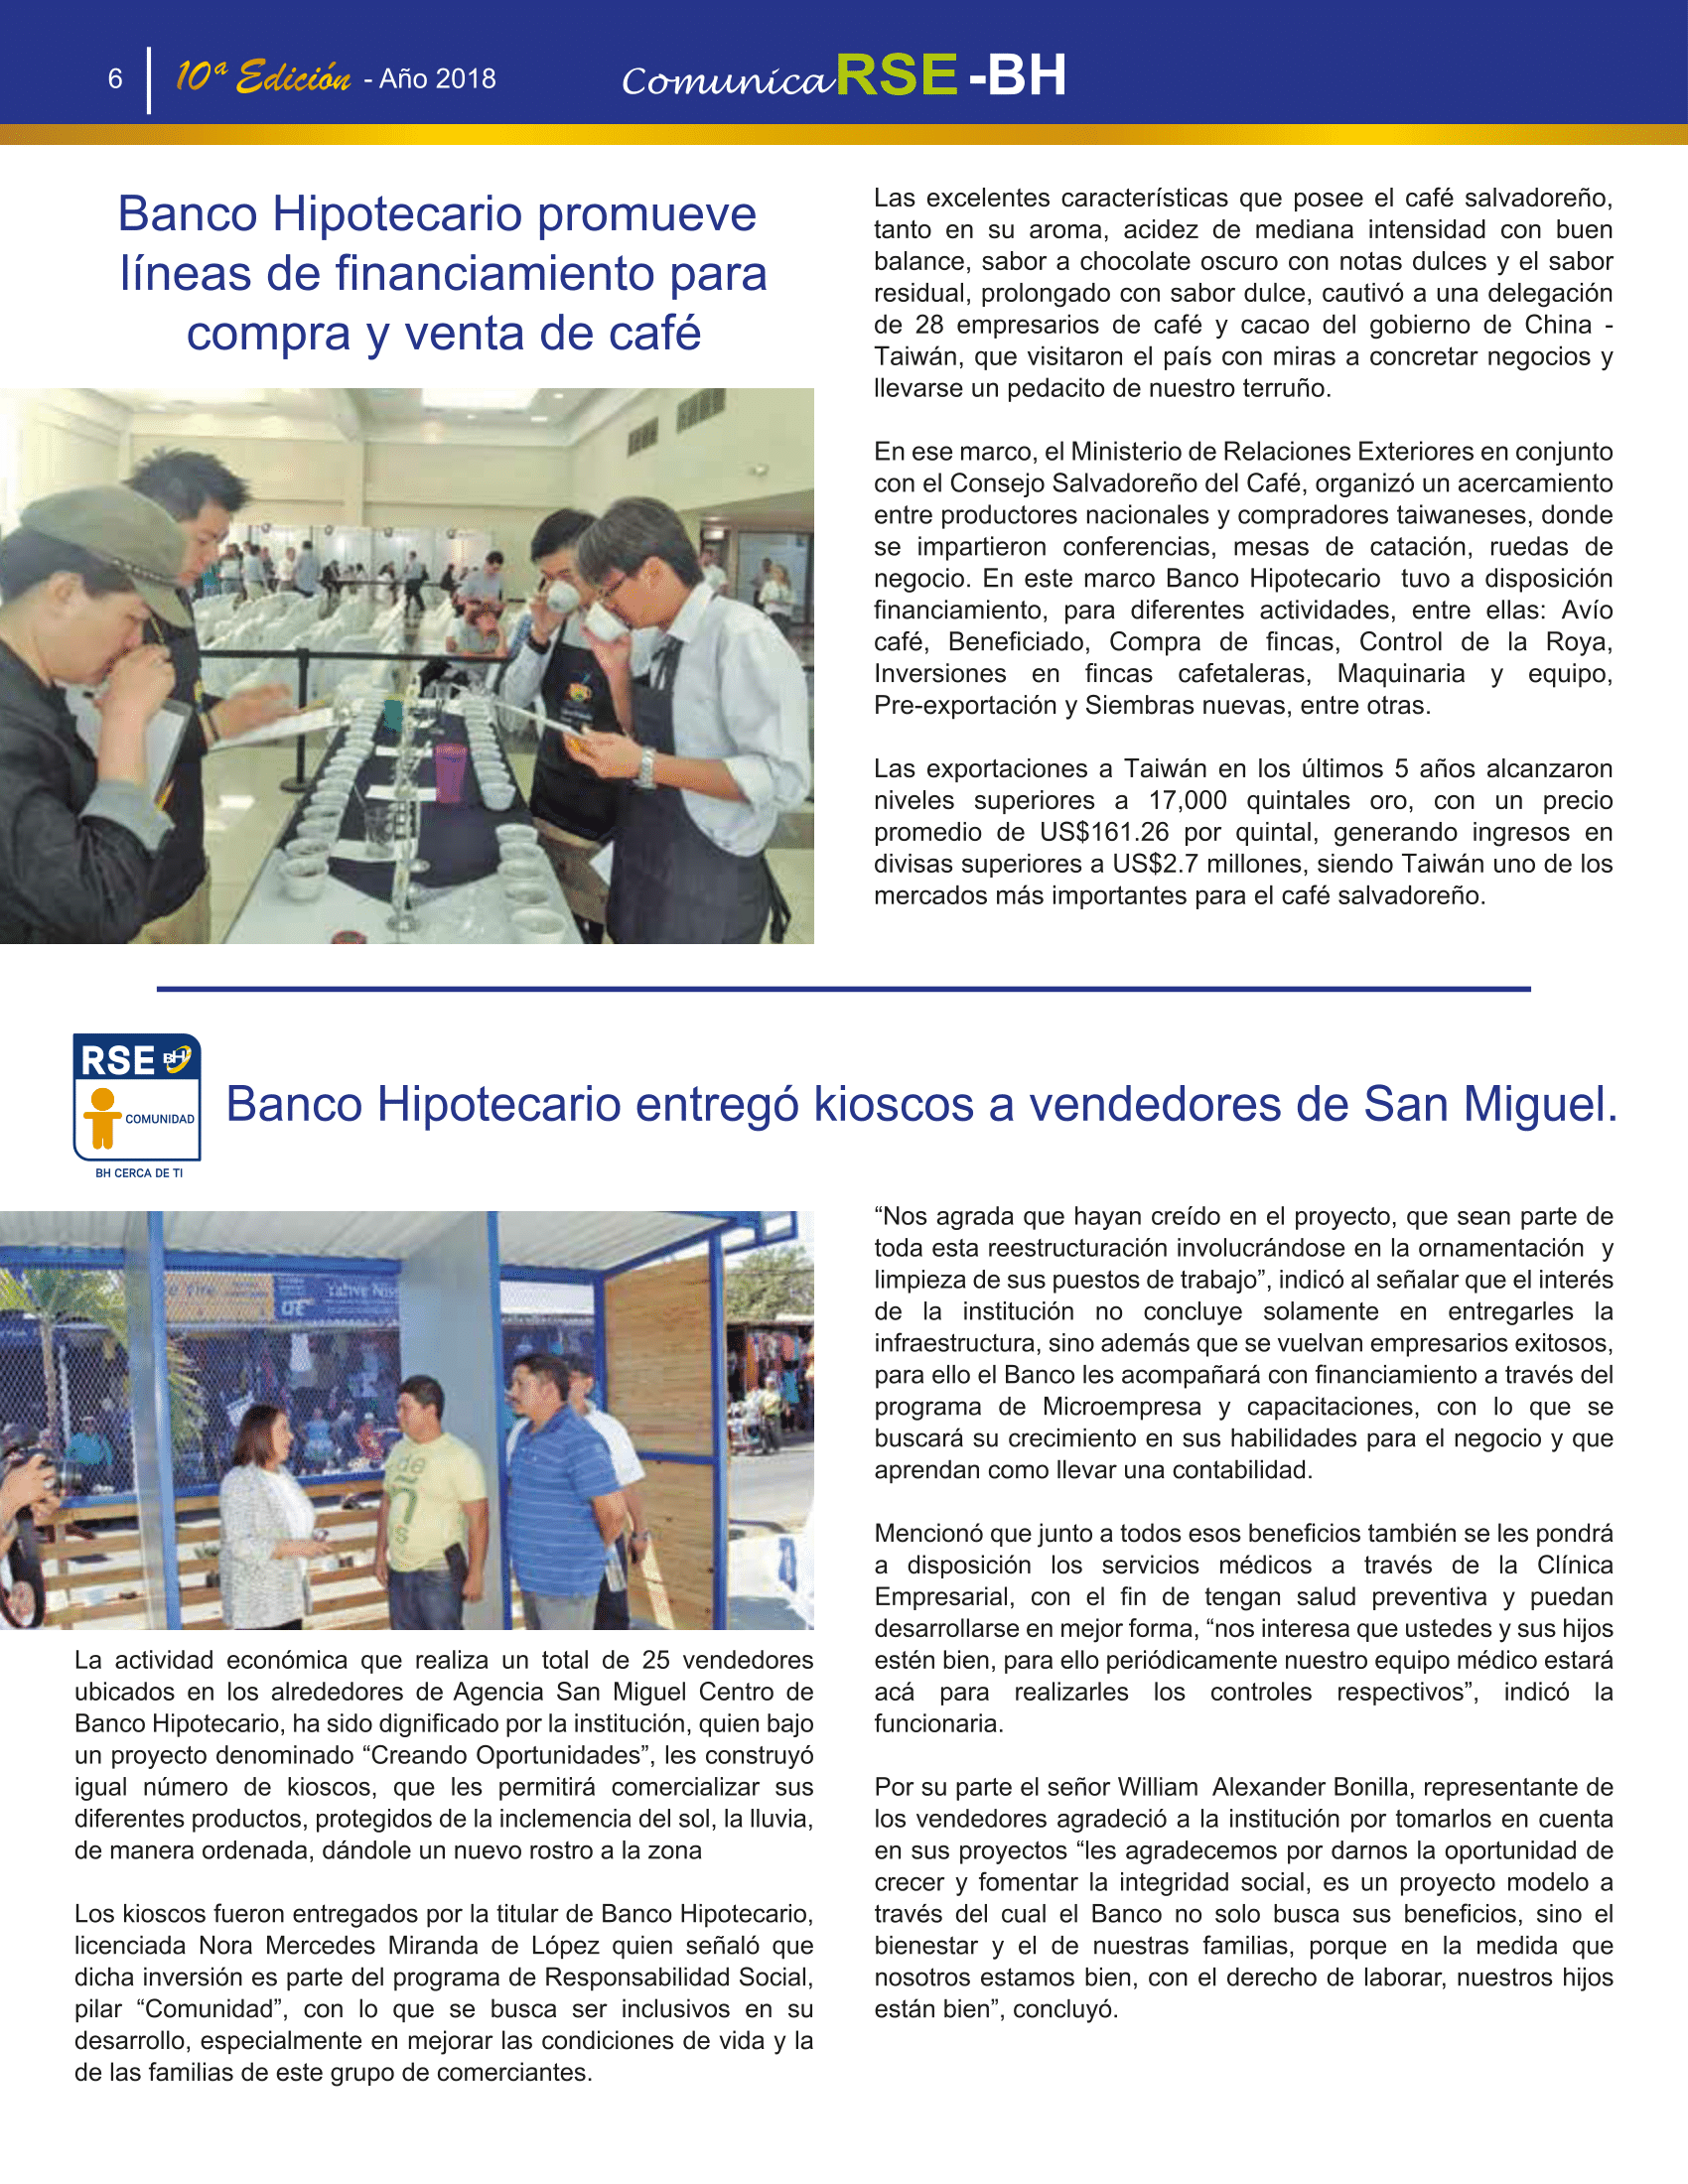 6
10ª Edición - Año 2018
ComunicaRSE-BH
Banco Hipotecario promueve
líneas de financiamiento para
compra y venta de café
Las excelentes características que posee el café salvadoreño,
tanto en su aroma, acidez de mediana intensidad con buen
balance, sabor a chocolate oscuro con notas dulces y el sabor
residual, prolongado con sabor dulce, cautivó a una delegación
de 28 empresarios de café y cacao del gobierno de China -
Taiwán, que visitaron el país con miras a concretar negocios y
llevarse un pedacito de nuestro terruño.
En ese marco, el Ministerio de Relaciones Exteriores en conjunto
con el Consejo Salvadoreño del Café, organizó un acercamiento
entre productores nacionales y compradores taiwaneses, donde
se impartieron conferencias, mesas de catación, ruedas de
negocio. En este marco Banco Hipotecario tuvo a disposición
financiamiento, para diferentes actividades, entre ellas: Avío
café, Beneficiado, Compra de fincas, Control de la Roya,
Inversiones en fincas cafetaleras, Maquinaria y equipo,
Pre-exportación y Siembras nuevas, entre otras.
Las exportaciones a Taiwán en los últimos 5 años alcanzaron
niveles superiores a 17,000 quintales oro, con un precio
promedio de US$161.26 por quintal, generando ingresos en
divisas superiores a US$2.7 millones, siendo Taiwán uno de los
mercados más importantes para el café salvadoreño.
RSE BH
COMUNIDAD
BH CERCA DE TI
Banco Hipotecario entregó kioscos a vendedores de San Miguel.
La actividad económica que realiza un total de 25 vendedores
ubicados en los alrededores de Agencia San Miguel Centro de
Banco Hipotecario, ha sido dignificado por la institución, quien bajo
un proyecto denominado “Creando Oportunidades”, les construyó
igual número de kioscos, que les permitirá comercializar sus
diferentes productos, protegidos de la inclemencia del sol, la lluvia,
de manera ordenada, dándole un nuevo rostro a la zona
Los kioscos fueron entregados por la titular de Banco Hipotecario,
licenciada Nora Mercedes Miranda de López quien señaló que
dicha inversión es parte del programa de Responsabilidad Social,
pilar “Comunidad”, con lo que se busca ser inclusivos en su
desarrollo, especialmente en mejorar las condiciones de vida y la
de las familias de este grupo de comerciantes.
“Nos agrada que hayan creído en el proyecto, que sean parte de
toda esta reestructuración involucrándose en la ornamentación y
limpieza de sus puestos de trabajo”, indicó al señalar que el interés
de la institución no concluye solamente en entregarles la
infraestructura, sino además que se vuelvan empresarios exitosos,
para ello el Banco les acompañará con financiamiento a través del
programa de Microempresa y capacitaciones, con lo que se
buscará su crecimiento en sus habilidades para el negocio y que
aprendan como llevar una contabilidad.
Mencionó que junto a todos esos beneficios también se les pondrá
a disposición los servicios médicos a través de la Clínica
Empresarial, con el fin de tengan salud preventiva y puedan
desarrollarse en mejor forma, “nos interesa que ustedes y sus hijos
estén bien, para ello periódicamente nuestro equipo médico estará
acá para realizarles los controles respectivos”, indicó la
funcionaria.
Por su parte el señor William Alexander Bonilla, representante de
los vendedores agradeció a la institución por tomarlos en cuenta
en sus proyectos “les agradecemos por darnos la oportunidad de
crecer y fomentar la integridad social, es un proyecto modelo a
través del cual el Banco no solo busca sus beneficios, sino el
bienestar y el de nuestras familias, porque en la medida que
nosotros estamos bien, con el derecho de laborar, nuestros hijos
están bien”, concluyó.